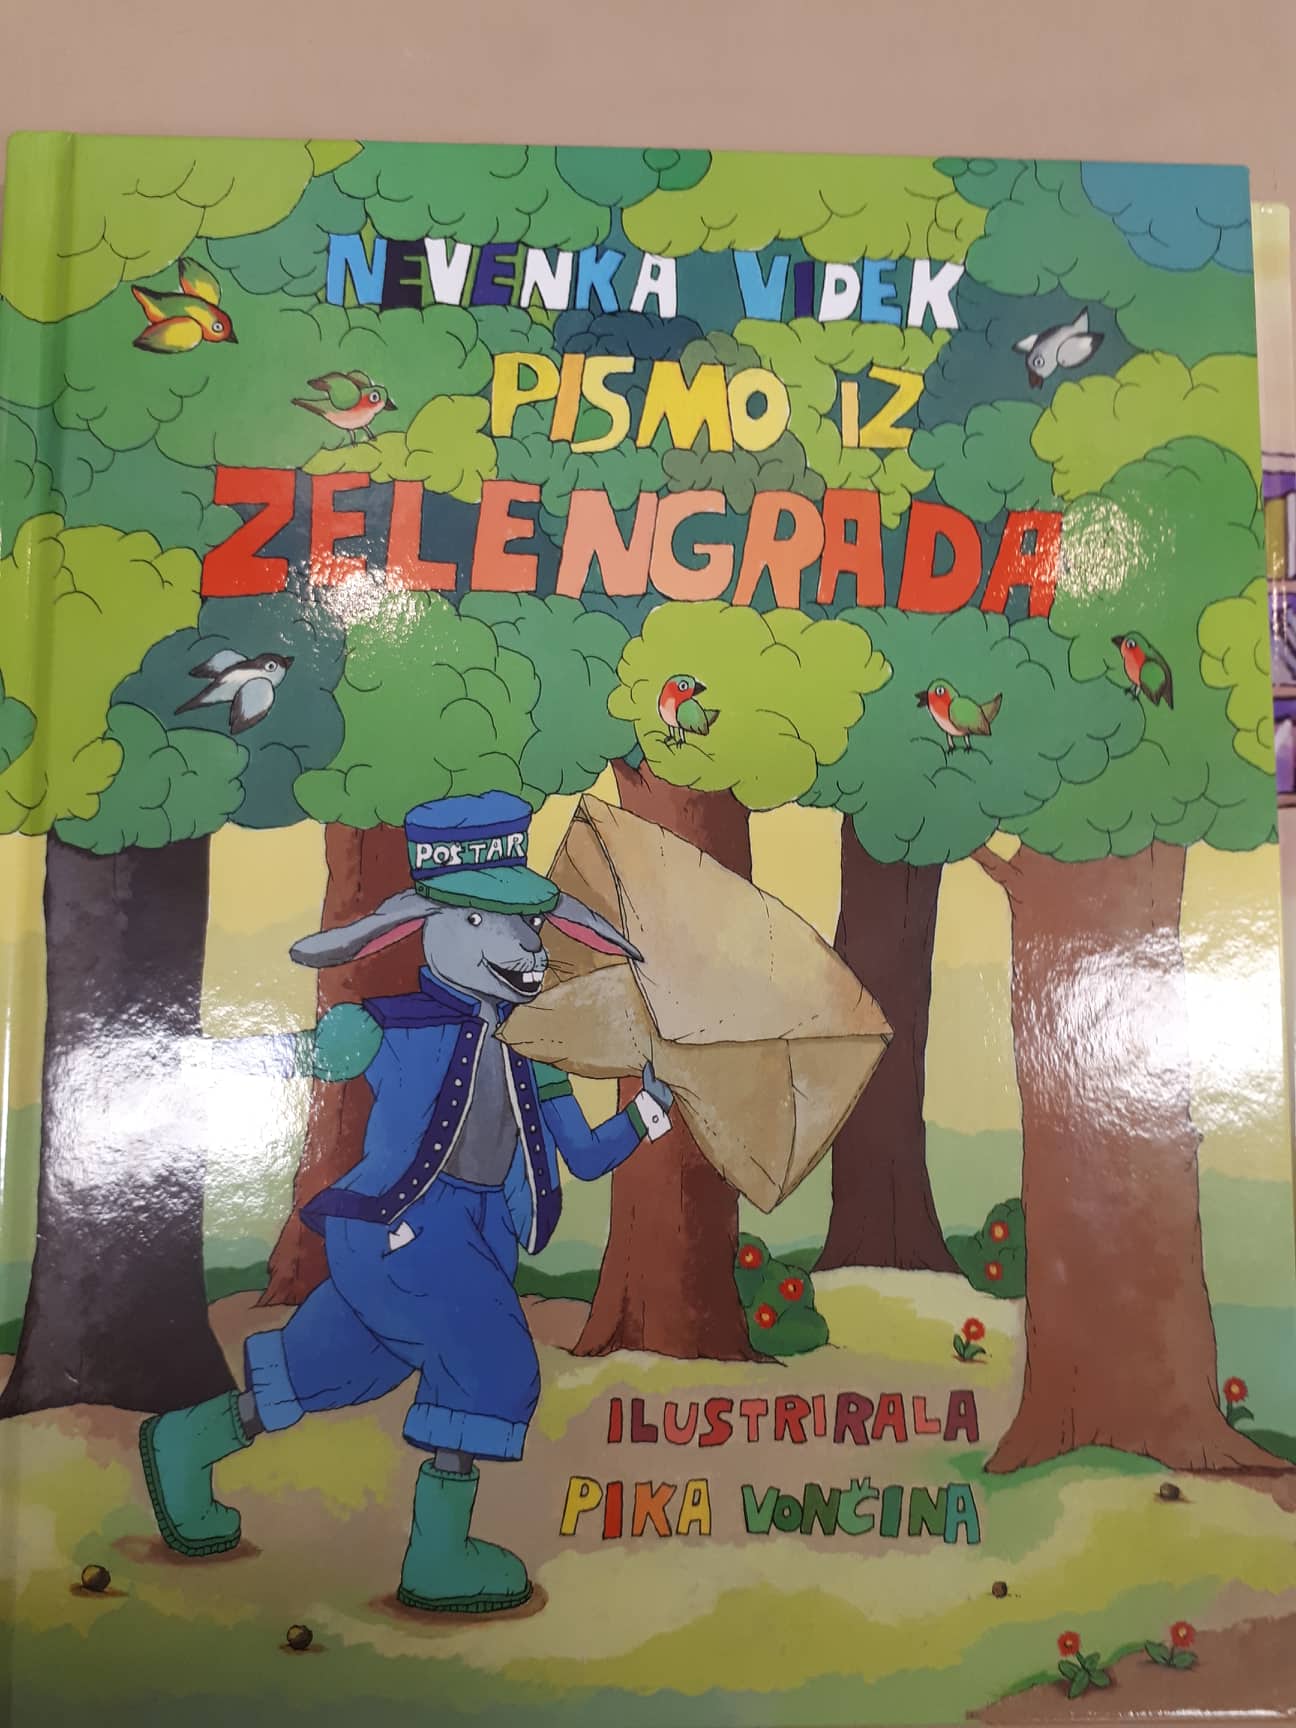 NEVENKA VIDEK
PISMO IZ
ZELENGRADA
POŠTAR
ILUSTRIRALA
PIKA VONČINA